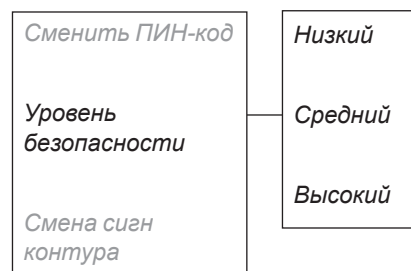 Сменить ПИН-код
Уровень
безопасности
Смена сигн
контура
Низкий
Средний
Высокий